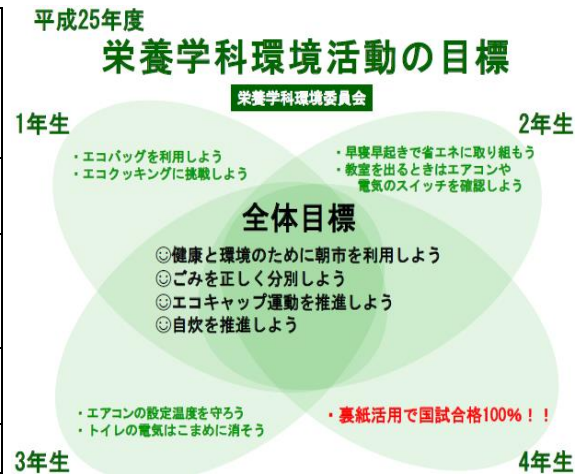 平成25年度
栄養学科環境活動の目標
栄養学科環境委員会
1年生
2年生
・エコバッグを利用しよう
・エコクッキングに挑戦しよう
・早寝早起きで省エネに取り組もう
・教室を出るときはエアコンや
電気のスイッチを確認しよう
全体目標
☺健康と環境のために朝市を利用しよう
☺ごみを正しく分別しよう
☺エコキャップ運動を推進しよう
☺自炊を推進しよう
・エアコンの設定温度を守ろう
・トイレの電気はこまめに消そう
・裏紙活用で国試合格100%！！
3年生
4年生